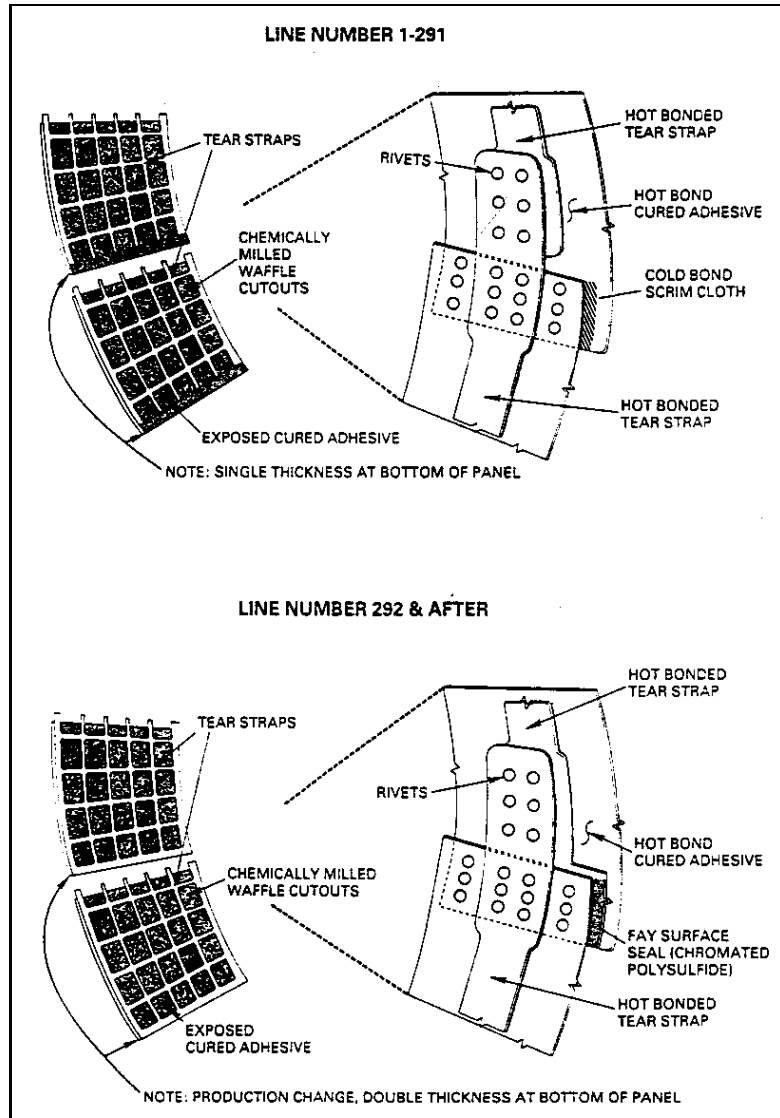 LINE NUMBER 1-291
TEAR STRAPS
CHEMICALLY
MILLED
WAFFLE
CUTOUTS
EXPOSED CURED ADHESIVE
NOTE: SINGLE THICKNESS AT BOTTOM OF PANEL
HOT BONDED
TEAR STRAP
RIVETS
HOT BOND
CURED ADHESIVE
COLD BOND
SCRIM CLOTH
HOT BONDED
TEAR STRAP
LINE NUMBER 292 & AFTER
TEAR STRAPS
CHEMICALLY MILLED
WAFFLE CUTOUTS
EXPOSED
CURED ADHESIVE
NOTE: PRODUCTION CHANGE, DOUBLE THICKNESS AT BOTTOM OF PANEL
HOT BONDED
TEAR STRAP
RIVETS
HOT BOND
CURED ADHESIVE
FAY SURFACE
SEAL (CHROMATED
POLYSULFIDE)
HOT BONDED
TEAR STRAP